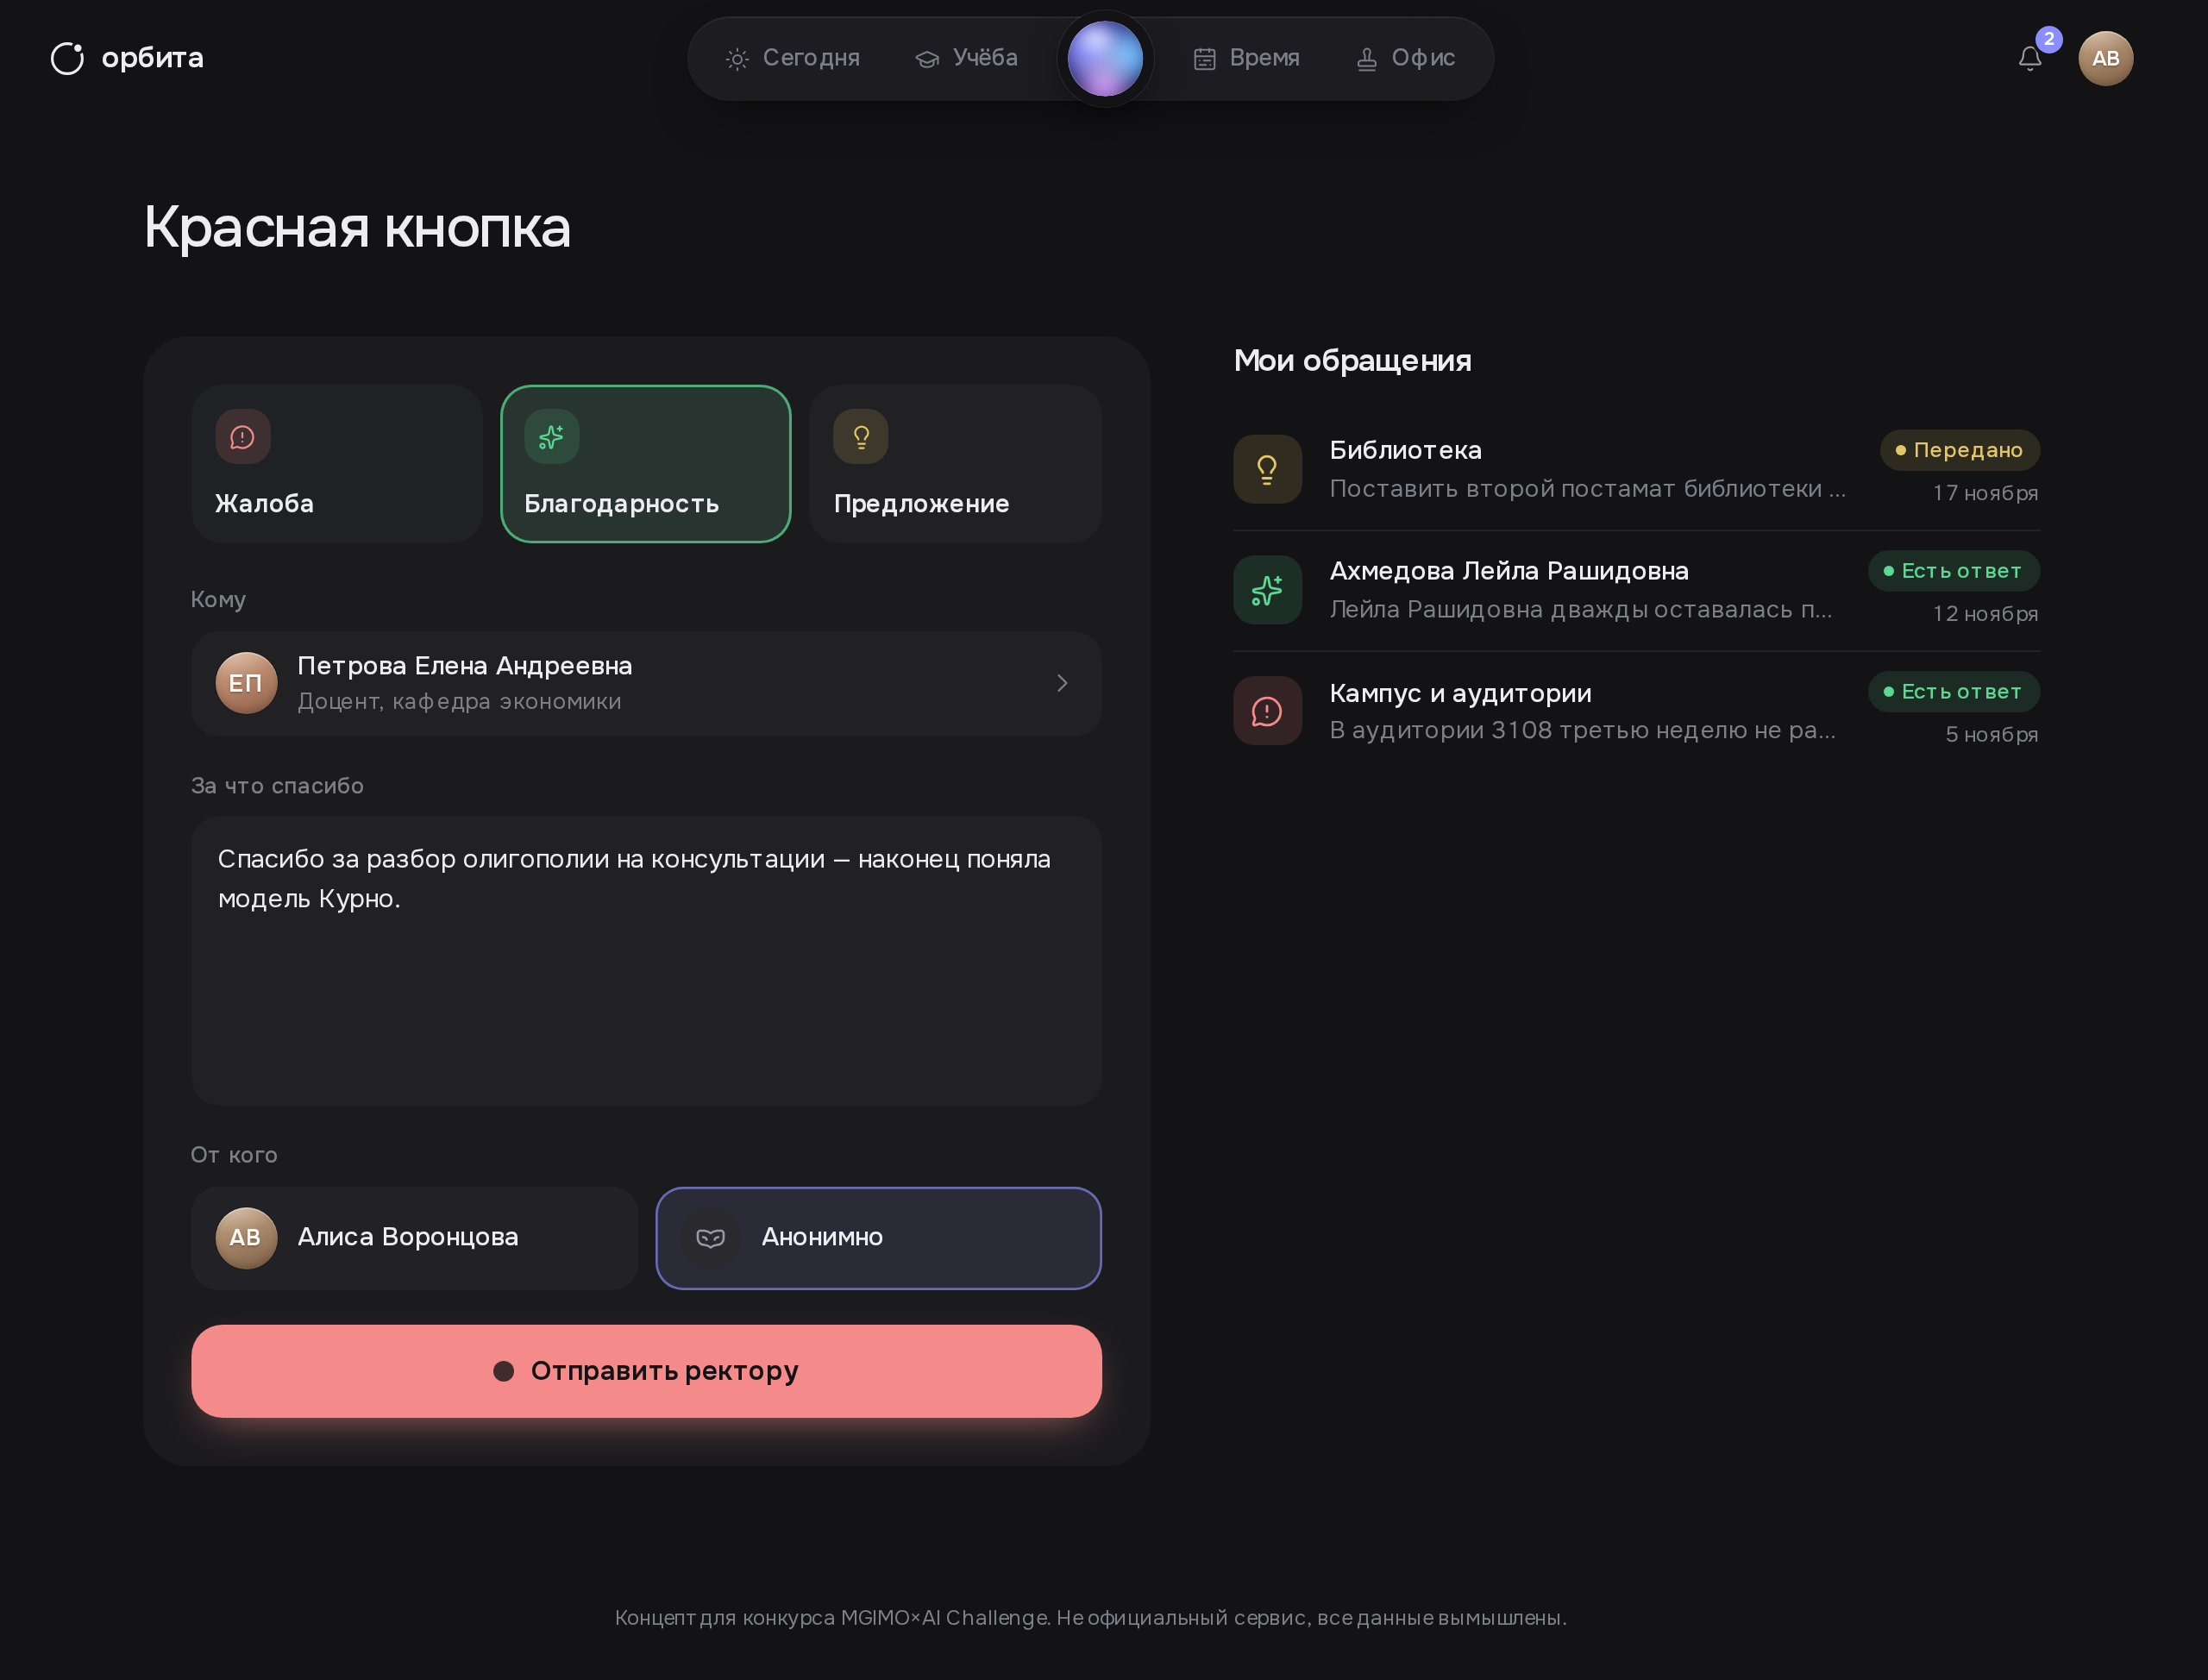 орбита
Сегодня
Учёба
Время
Офис
2
АВ
Красная кнопка
Жалоба
Благодарность
Предложение
Кому
ЕП
Петрова Елена Андреевна
Доцент, кафедра экономики
За что спасибо
Спасибо за разбор олигополии на консультации — наконец поняла
модель Курно.
От кого
АВ
Алиса Воронцова
Анонимно
Отправить ректору
Мои обращения
Библиотека
Передано
Поставить второй постамат библиотеки ...
17 ноября
Ахмедова Лейла Рашидовна
Есть ответ
Лейла Рашидовна дважды оставалась п...
12 ноября
Кампус и аудитории
Есть ответ
В аудитории 3108 третью неделю не ра...
5 ноября
Концепт для конкурса MGIMO×AI Challenge. Не официальный сервис, все данные вымышлены.